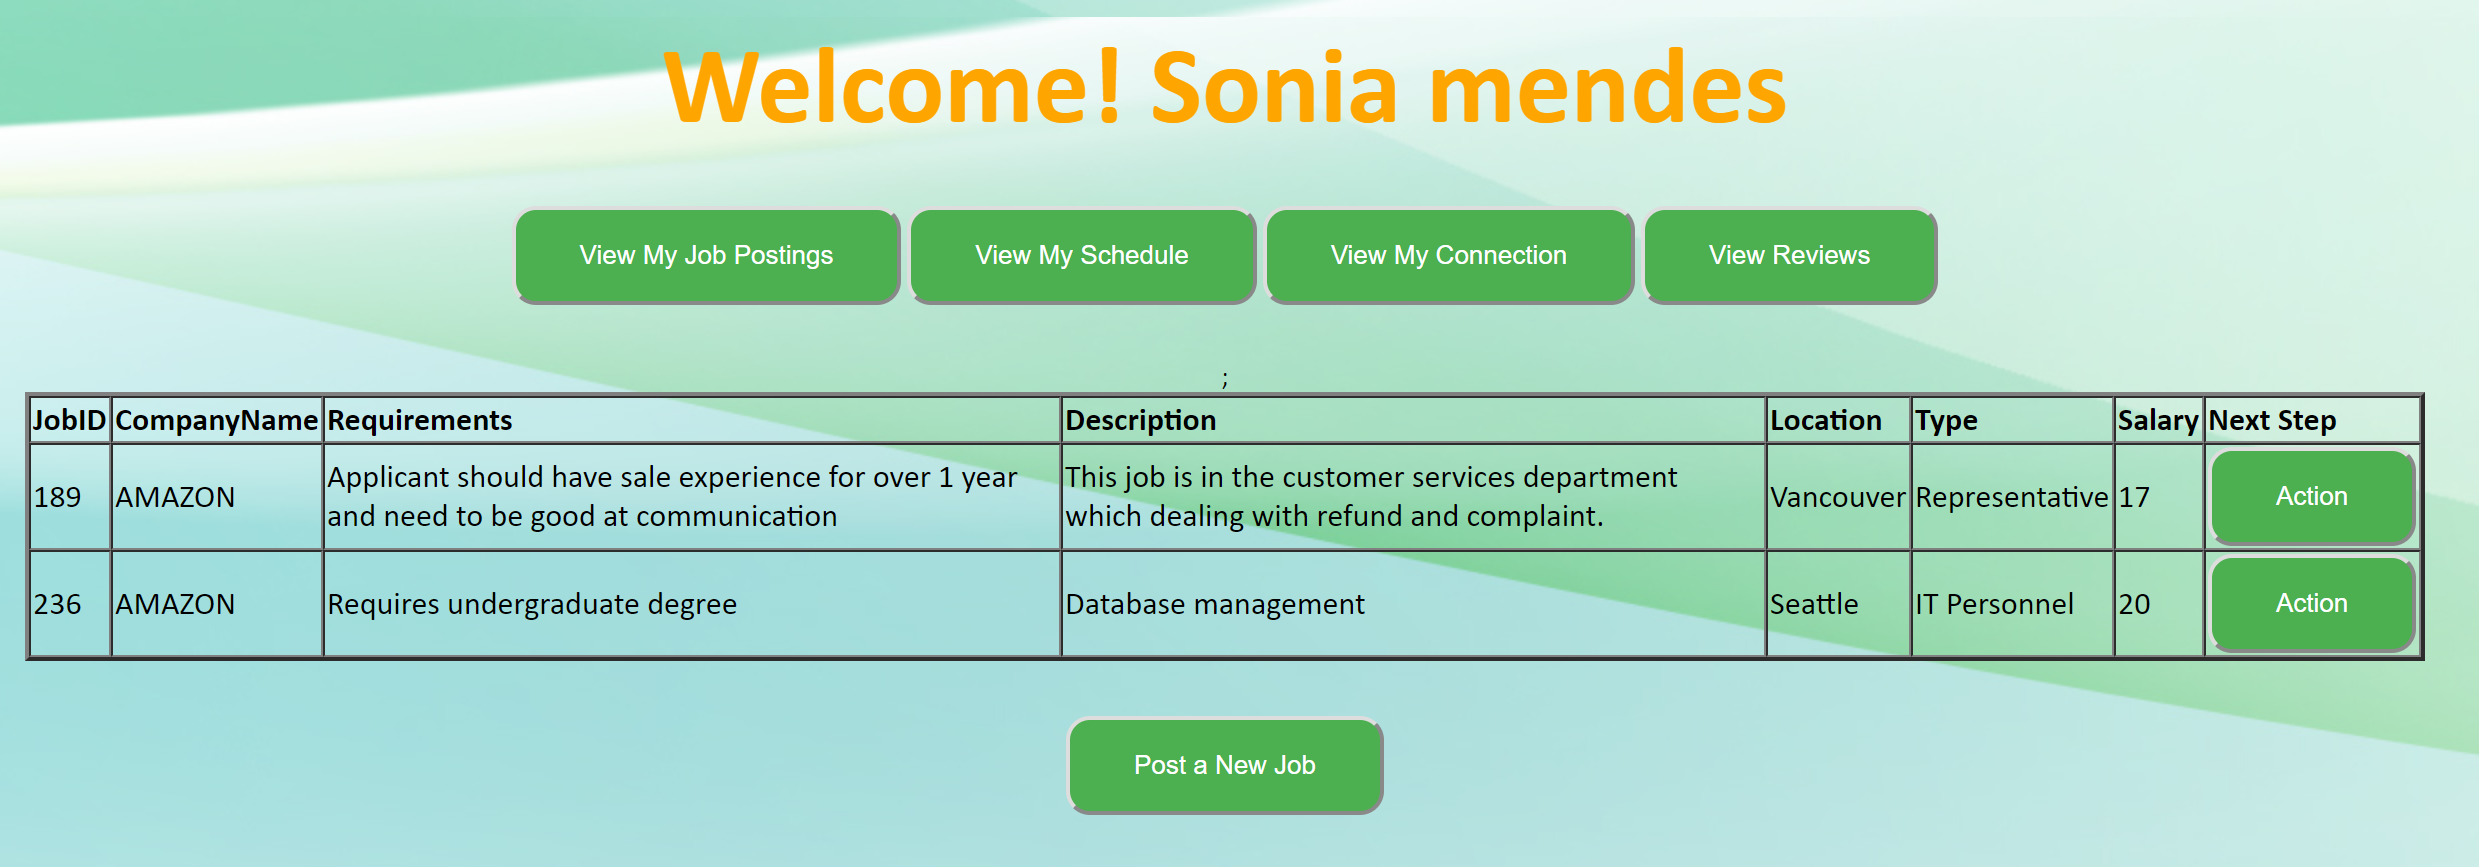 Welcome! Sonia mendes
View My Job Postings View My Schedule View My Connection View Reviews
;
JobID CompanyName Requirements Description Location Type Salary Next Step
189 AMAZON Applicant should have sale experience for over 1 year and need to be good at communication This job is in the customer services department which dealing with refund and complaint. Vancouver Representative 17 Action
236 AMAZON Requires undergraduate degree Database management Seattle IT Personnel 20 Action
Post a New Job